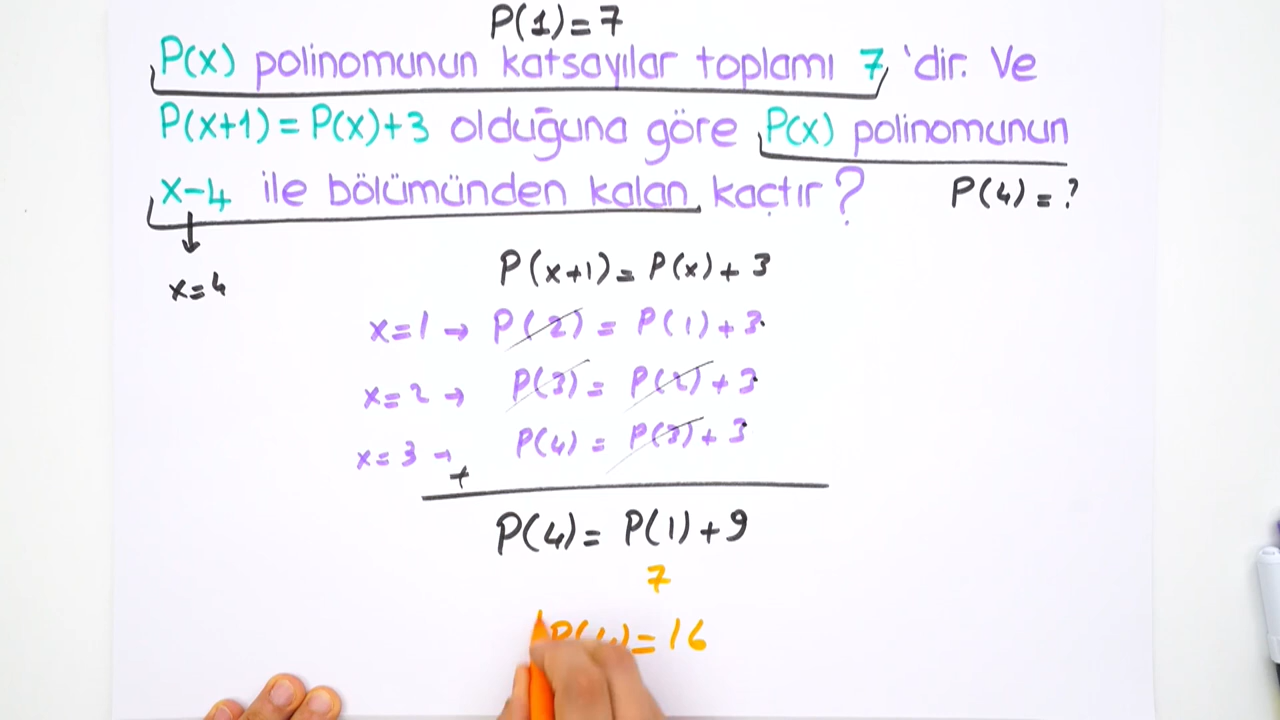 P(1)=7
P(x) polinomunun katsayılar toplamı 7 'dir. Ve
P(x+1)=P(x)+3 olduğuna göre P(x) polinomunun
x-4 ile bölümünden kalan kaçtır?
P(4)=?
x=4
P(x+1)=P(x)+3
x=1→ P(2)=P(1)+3
x=2→ P(3)=P(2)+3
x=3→ P(4)=P(3)+3
+
P(4)=P(1)+9
7
P(4)=16